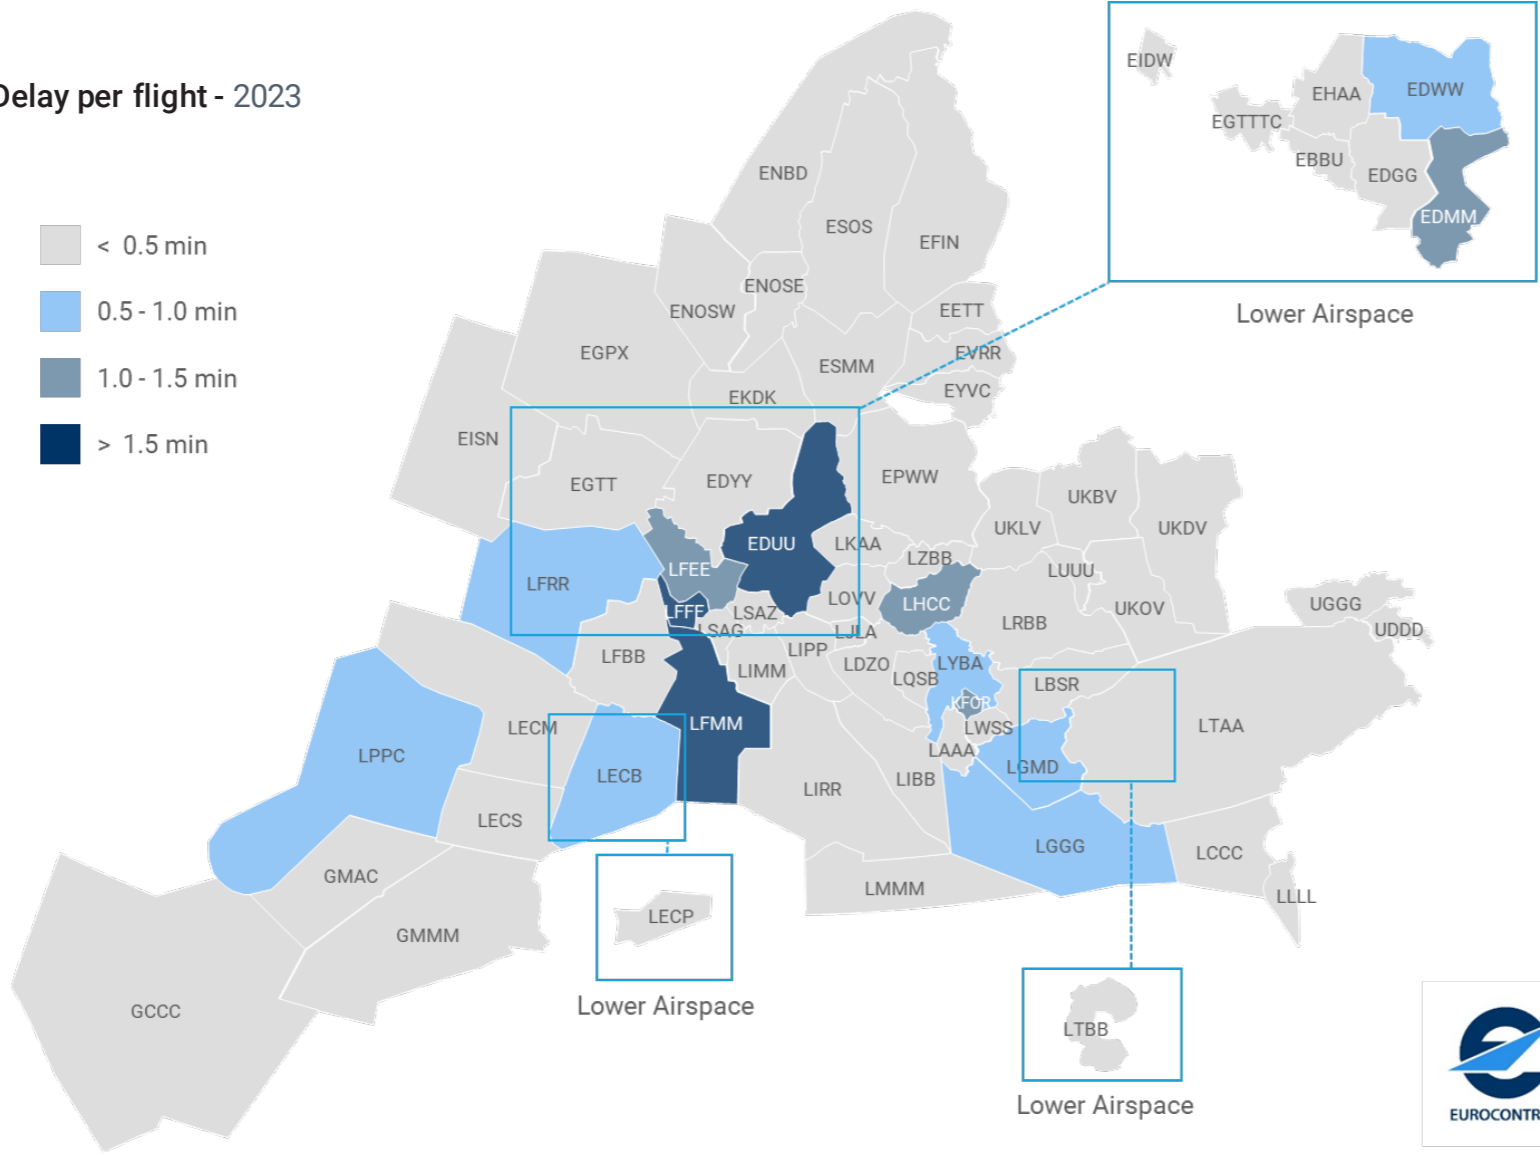 Delay per flight - 2023
< 0.5 min
0.5 - 1.0 min
1.0 - 1.5 min
> 1.5 min
EIDW
EHAA
EDWW
EGTTTC
EBBU
EDGG
EDMM
Lower Airspace
ENBD
ESOS
EFIN
ENOSE
ENOSW
EETT
EGPX
EVRR
ESMM
EYVC
EKDK
EISN
EGTT
EDYY
EPWW
UKBV
UKLV
UKDV
EDUU
LKAA
LZBB
LFEE
LUUU
LFRR
LOVV
LHCC
UKOV
UGGG
LFFF
LSAZ
LRBB
LSAG
LJLA
UDDD
LIPP
LFBB
LIMM
LDZO
LQSB
LYBA
LBSR
KFOR
LFMM
LECM
LWSS
LTAA
LPPC
LAAA
LGMD
LECB
LIBB
LIRR
LECS
LGGG
LCCC
GMAC
LMMM
LLLL
LECP
GMMM
Lower Airspace
GCCC
LTBB
Lower Airspace
EUROCONTR